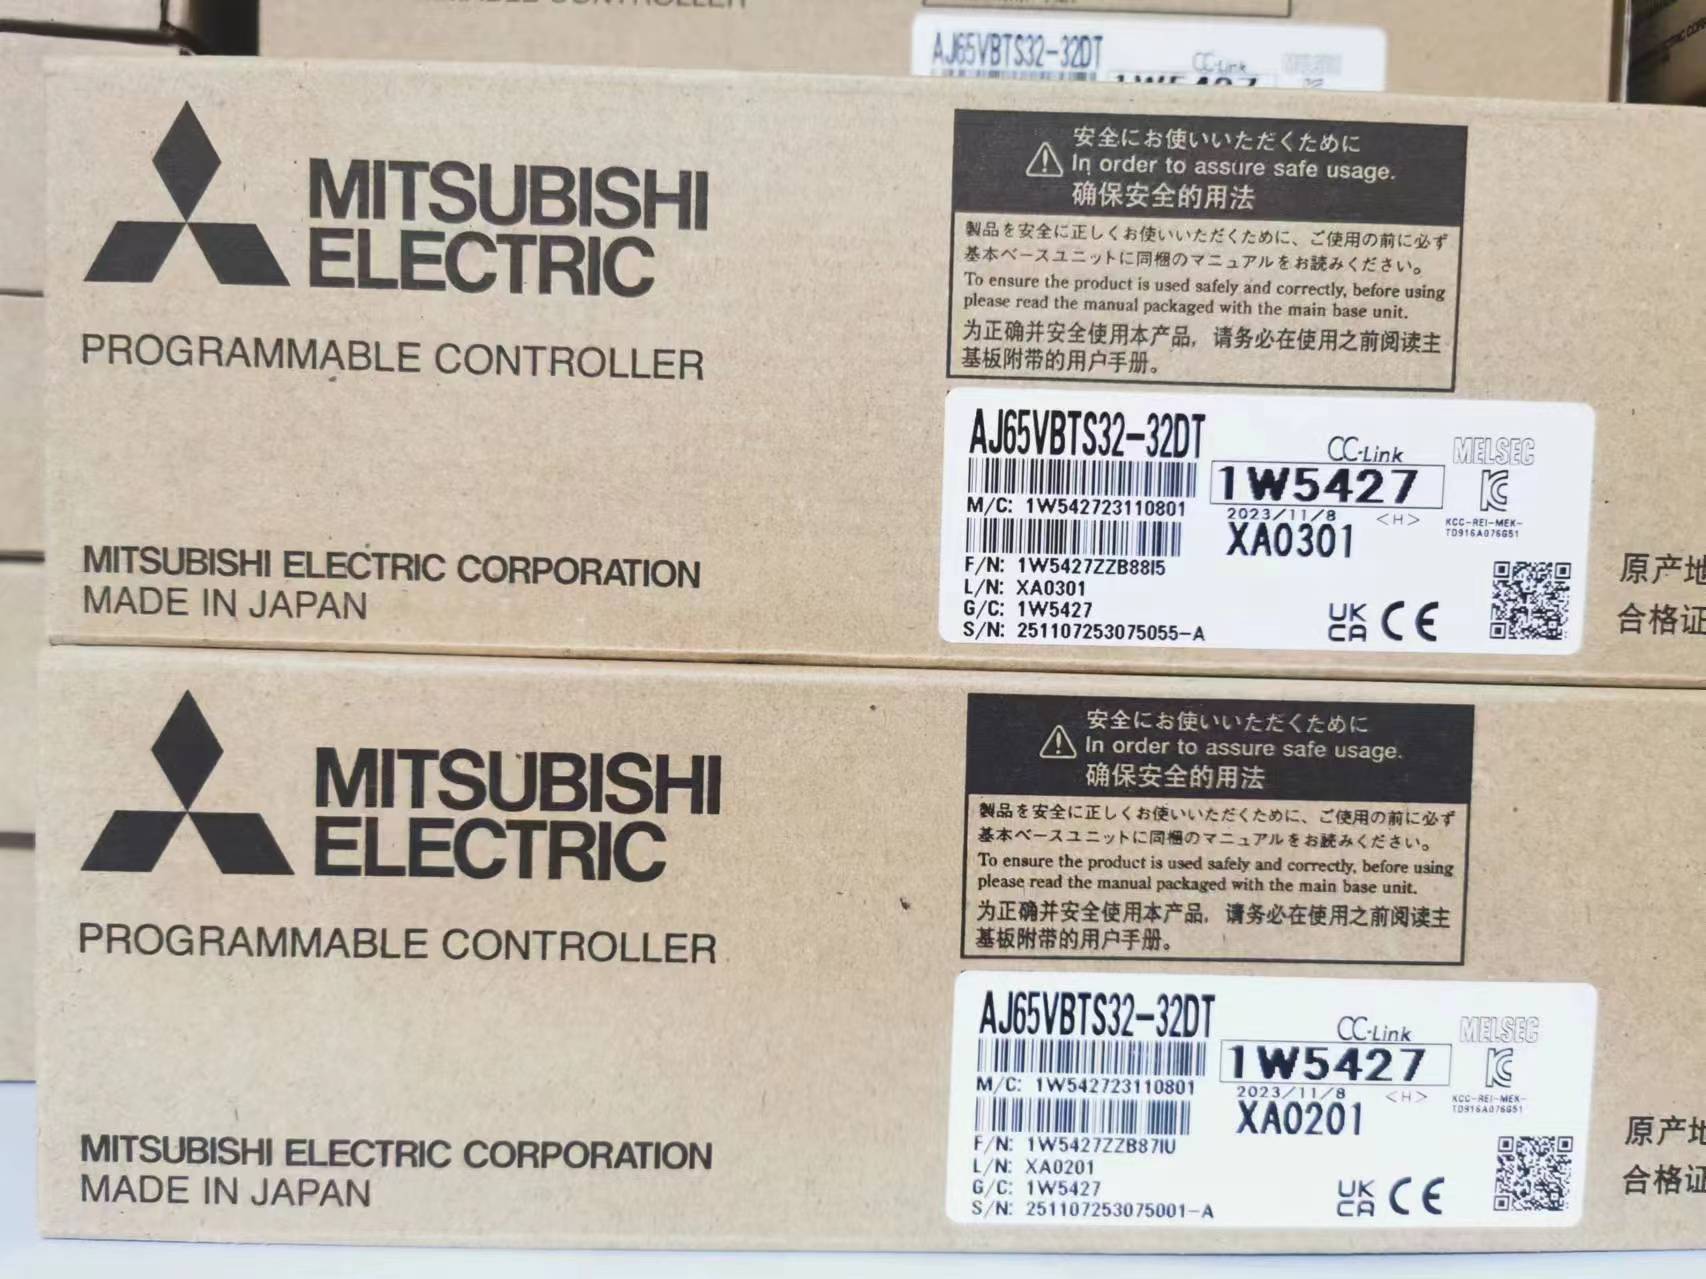 AJ65VBTS32-32DT
CC-Link
1W5427
MITSUBISHI
ELECTRIC
PROGRAMMABLE CONTROLLER
MITSUBISHI ELECTRIC CORPORATION
MADE IN JAPAN
安全にお使いいただくために
In order to assure safe usage.
确保安全的用法
製品を安全に正しくお使いいただくために、ご使用の前に必ず
基本ベースユニットに同梱のマニュアルをお読みください。
To ensure the product is used safely and correctly, before using
please read the manual packaged with the main base unit.
为正确并安全使用本产品，请务必在使用之前阅读主
基板附带的用户手册。
AJ65VBTS32-32DT
CC-Link
MELSEC
1W5427
M/C: 1W542723110801
2023/11/8 <H>
KCC-REI-MEK-
TD916A076G51
XA0301
F/N: 1W5427ZZB88I5
L/N: XA0301
G/C: 1W5427
S/N: 251107253075055-A
UK
CA
CE
原产地
合格证
MITSUBISHI
ELECTRIC
PROGRAMMABLE CONTROLLER
MITSUBISHI ELECTRIC CORPORATION
MADE IN JAPAN
安全にお使いいただくために
In order to assure safe usage.
确保安全的用法
製品を安全に正しくお使いいただくために、ご使用の前に必ず
基本ベースユニットに同梱のマニュアルをお読みください。
To ensure the product is used safely and correctly, before using
please read the manual packaged with the main base unit.
为正确并安全使用本产品，请务必在使用之前阅读主
基板附带的用户手册。
AJ65VBTS32-32DT
CC-Link
MELSEC
1W5427
M/C: 1W542723110801
2023/11/8 <H>
KCC-REI-MEK-
TD916A076G51
XA0201
F/N: 1W5427ZZB87IU
L/N: XA0201
G/C: 1W5427
S/N: 251107253075001-A
UK
CA
CE
原产地
合格证